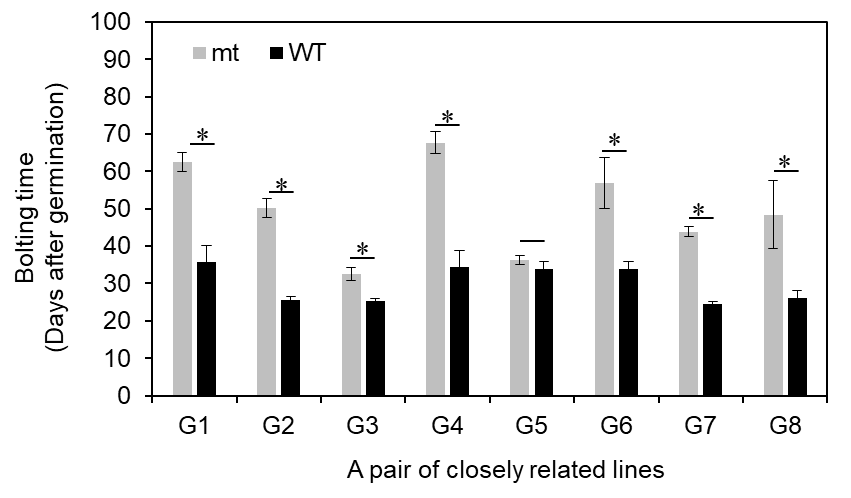 100
90
80
70
60
50
40
30
20
10
0
Bolting time
(Days after germination)
mt WT
* * * * * * *
G1 G2 G3 G4 G5 G6 G7 G8
A pair of closely related lines